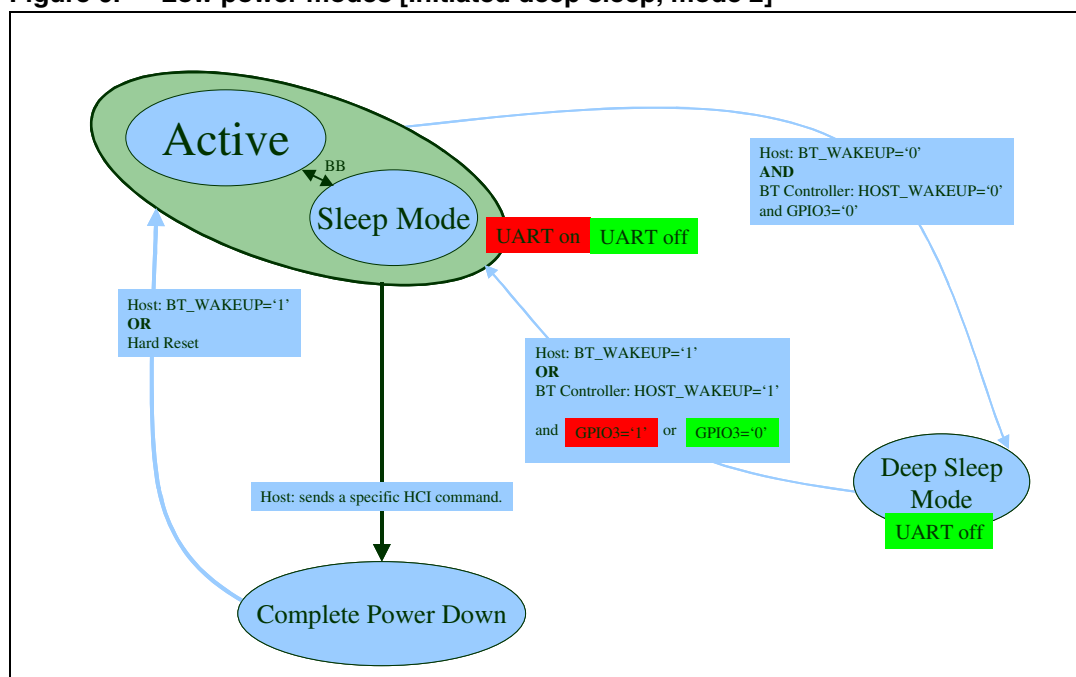 Figure Low power modes [initiated deep sleep, mode 2]
Active
BB
Sleep Mode
UART on UART off
Host: BT_WAKEUP=‘0’
AND
BT Controller: HOST_WAKEUP=‘0’
and GPIO3=‘0’
Host: BT_WAKEUP=‘1’
OR
Hard Reset
Host: BT_WAKEUP=‘1’
OR
BT Controller: HOST_WAKEUP=‘1’
and GPIO3=‘1’ or GPIO3=‘0’
Deep Sleep
Mode
UART off
Host: sends a specific HCI command.
Complete Power Down